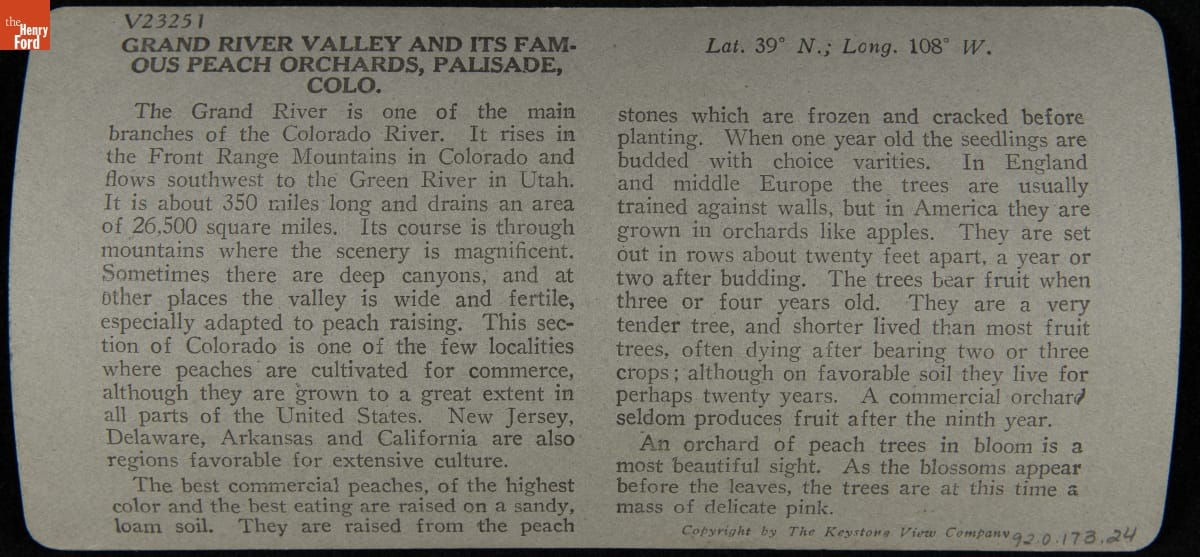 the
Henry
Ford
V23251
GRAND RIVER VALLEY AND ITS FAM-
OUS PEACH ORCHARDS, PALISADE,
COLO.
The Grand River is one of the main
branches of the Colorado River. It rises in
the Front Range Mountains in Colorado and
flows southwest to the Green River in Utah.
It is about 350 miles long and drains an area
of 26,500 square miles. Its course is through
mountains where the scenery is magnificent.
Sometimes there are deep canyons, and at
other places the valley is wide and fertile,
especially adapted to peach raising. This sec-
tion of Colorado is one of the few localities
where peaches are cultivated for commerce,
although they are grown to a great extent in
all parts of the United States. New Jersey,
Delaware, Arkansas and California are also
regions favorable for extensive culture.
The best commercial peaches, of the highest
color and the best eating are raised on a sandy,
loam soil. They are raised from the peach
Lat. 39° N.; Long. 108° W.
stones which are frozen and cracked before
planting. When one year old the seedlings are
budded with choice varities. In England
and middle Europe the trees are usually
trained against walls, but in America they are
grown in orchards like apples. They are set
out in rows about twenty feet apart, a year or
two after budding. The trees bear fruit when
three or four years old. They are a very
tender tree, and shorter lived than most fruit
trees, often dying after bearing two or three
crops; although on favorable soil they live for
perhaps twenty years. A commercial orchard
seldom produces fruit after the ninth year.
An orchard of peach trees in bloom is a
most beautiful sight. As the blossoms appear
before the leaves, the trees are at this time a
mass of delicate pink.
Copyright by The Keystone View Company
92.0.173.24